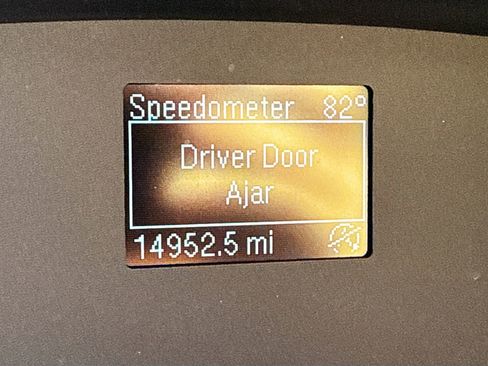 Speedometer 82°
Driver Door
Ajar
14952.5 mi